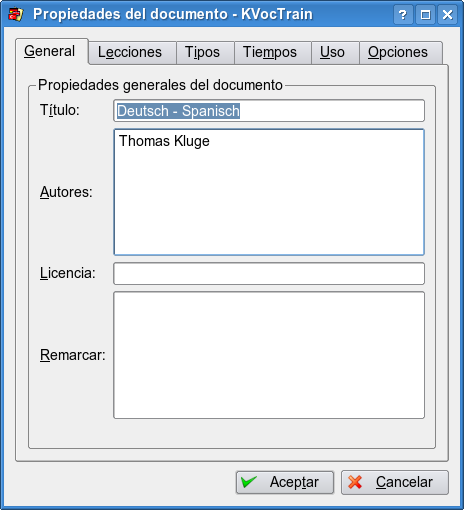 Propiedades del documento - KVocTrain
General Lecciones Tipos Tiempos Uso Opciones
Propiedades generales del documento
Título: Deutsch - Spanisch
Autores: Thomas Kluge
Licencia:
Remarcar:
Aceptar Cancelar